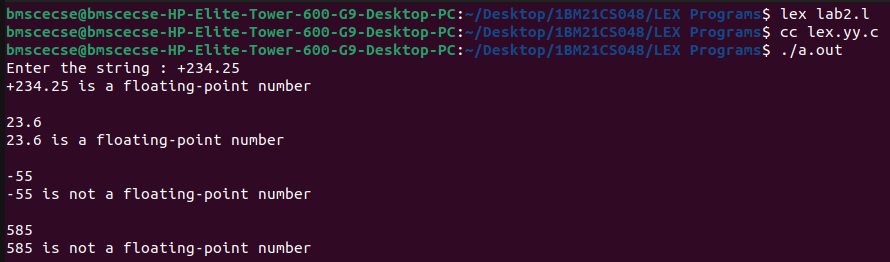 bmscecse@bmscecse-HP-Elite-Tower-600-G9-Desktop-PC:~/Desktop/1BM21CS048/LEX Programs$ lex lab2.l
bmscecse@bmscecse-HP-Elite-Tower-600-G9-Desktop-PC:~/Desktop/1BM21CS048/LEX Programs$ cc lex.yy.c
bmscecse@bmscecse-HP-Elite-Tower-600-G9-Desktop-PC:~/Desktop/1BM21CS048/LEX Programs$ ./a.out
Enter the string : +234.25
+234.25 is a floating-point number
23.6
23.6 is a floating-point number
-55
-55 is not a floating-point number
585
585 is not a floating-point number